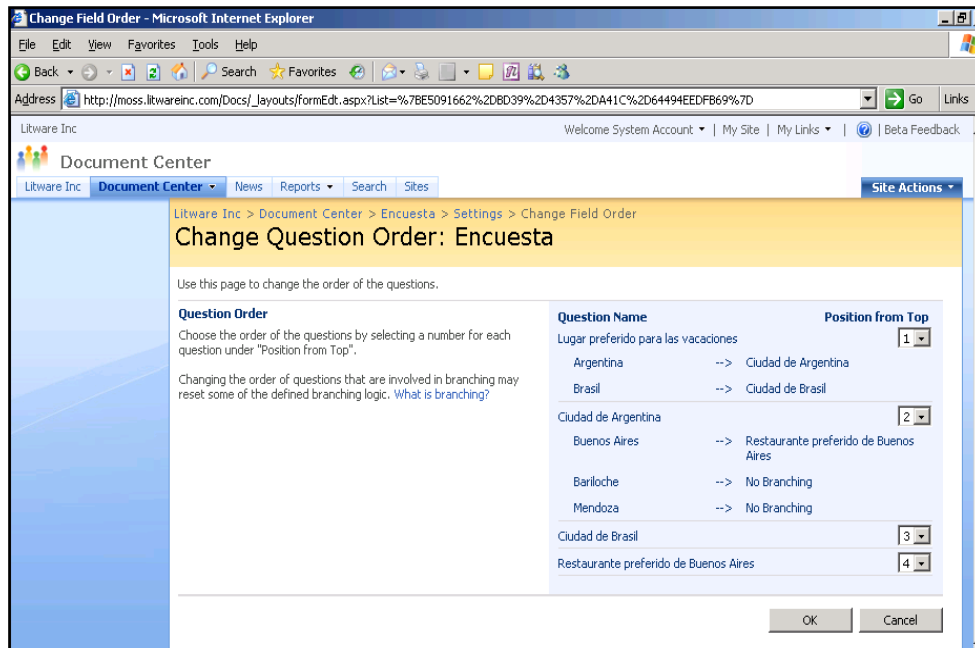 Change Field Order - Microsoft Internet Explorer
File Edit View Favorites Tools Help
Back Search Favorites
Address http://moss.litwareinc.com/Docs/_layouts/formEdt.aspx?List=%7BE5091662%2DBD39%2D4357%2DA41C%2D64494EEDFB69%7D Go Links
Litware Inc Welcome System Account | My Site | My Links | Beta Feedback
Document Center
Litware Inc Document Center News Reports Search Sites Site Actions
Litware Inc > Document Center > Encuesta > Settings > Change Field Order
Change Question Order: Encuesta
Use this page to change the order of the questions.
Question Order
Choose the order of the questions by selecting a number for each
question under "Position from Top".
Changing the order of questions that are involved in branching may
reset some of the defined branching logic. What is branching?
Question Name Position from Top
Lugar preferido para las vacaciones 1
Argentina --> Ciudad de Argentina
Brasil --> Ciudad de Brasil
Ciudad de Argentina 2
Buenos Aires --> Restaurante preferido de Buenos
Aires
Bariloche --> No Branching
Mendoza --> No Branching
Ciudad de Brasil 3
Restaurante preferido de Buenos Aires 4
OK Cancel